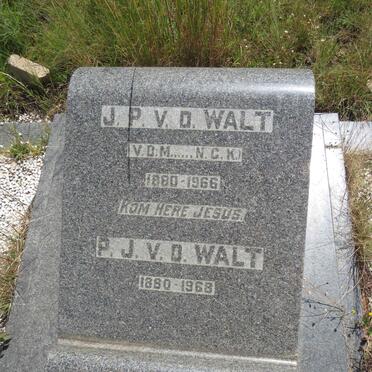 J. P. V. D. WALT
(V.D.M...... N.G.K.)
1880-1966
KOM HERE JESUS.
P. J. V. D. WALT
1880-1968